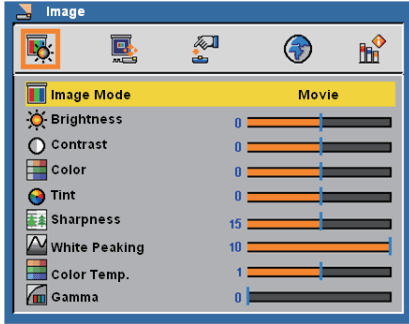 Image
Image Mode Movie
Brightness 0
Contrast 0
Color 0
Tint 0
Sharpness 15
White Peaking 10
Color Temp. 1
Gamma 0